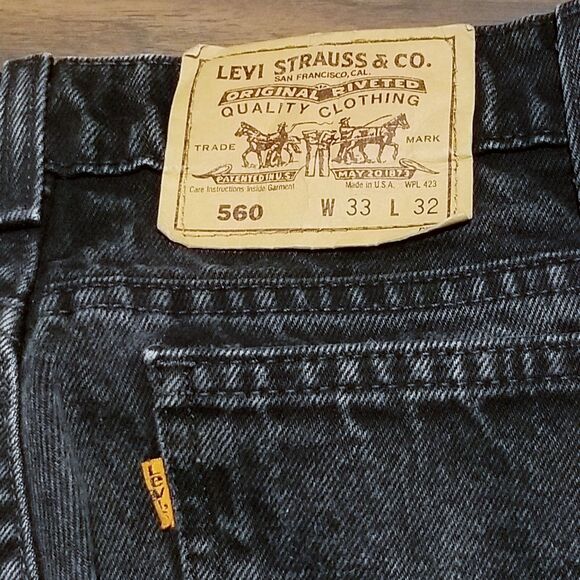 LEVI STRAUSS & CO.
SAN FRANCISCO, CAL.
ORIGINAL RIVETED
QUALITY CLOTHING
TRADE MARK
PATENTED IN U.S. MAY 20 1873
Care Instructions Inside Garment Made in U.S.A. WPL 423
560 W 33 L 32
LEVI'S